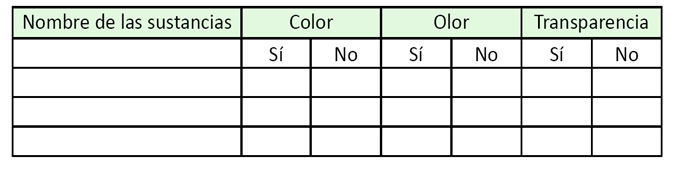 Nombre de las sustancias Color Olor Transparencia
Sí No Sí No Sí No